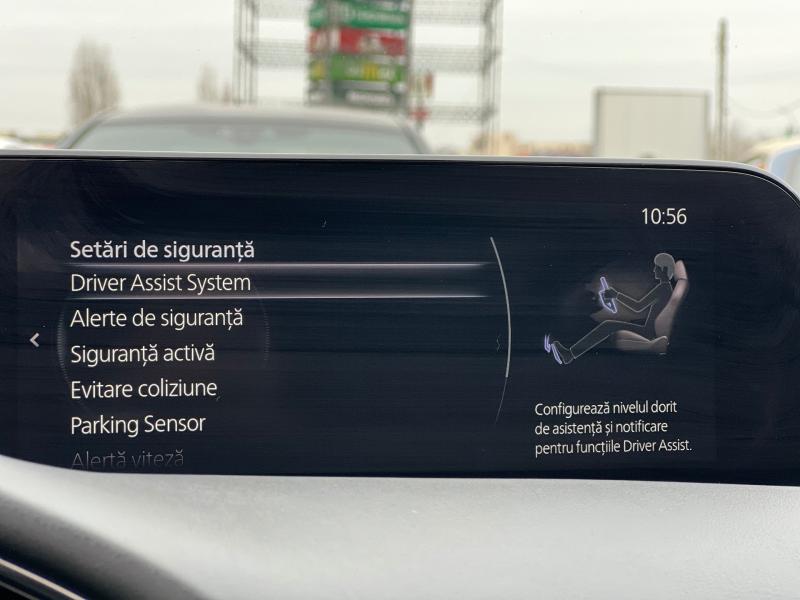 10:56
Setări de siguranță
Driver Assist System
Alerte de siguranță
Siguranță activă
Evitare coliziune
Parking Sensor
Alertă viteză
Configurează nivelul dorit
de asistență și notificare
pentru funcțiile Driver Assist.